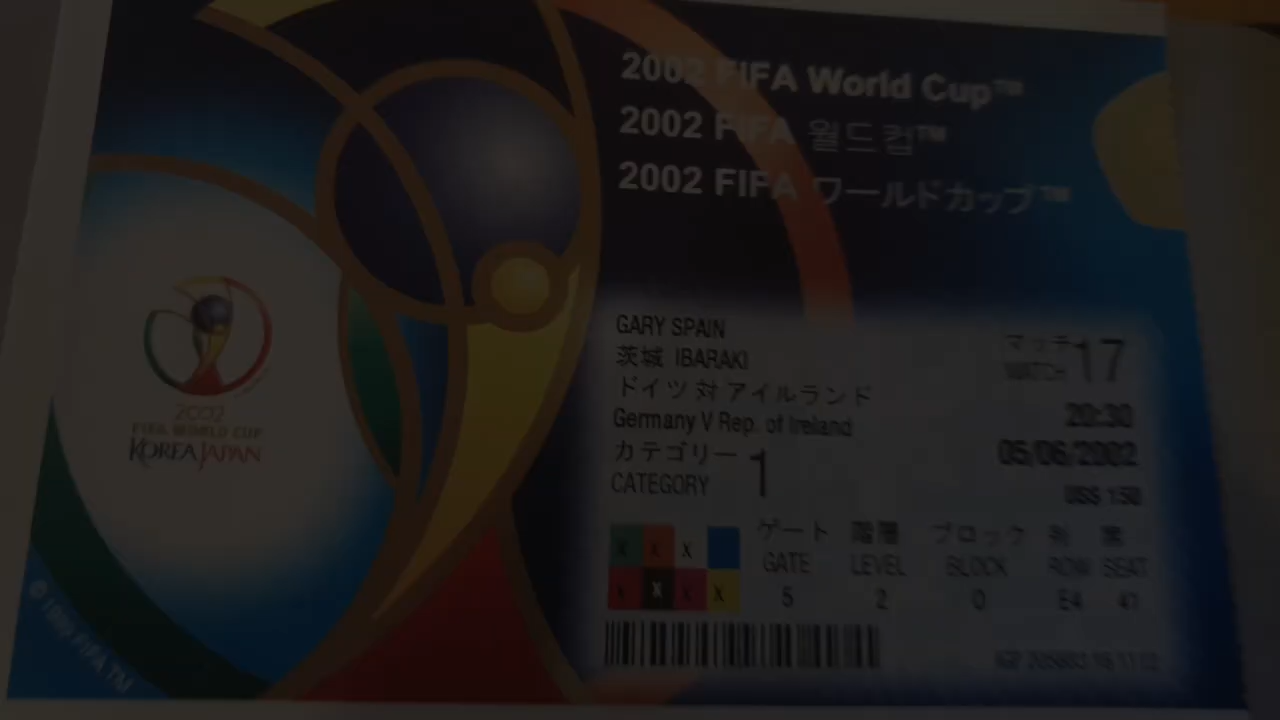 2002 FIFA World Cup™
2002 FIFA 월드컵™
2002 FIFA ワールドカップ™
2002
FIFA WORLD CUP
KOREA JAPAN
© 1999 FIFA TM
GARY SPAIN
茨城 IBARAKI
ドイツ 対 アイルランド
Germany V Rep. of Ireland
カテゴリー 1
CATEGORY
マッチ 17
MATCH
20:30
05/06/2002
US$ 150
X X X
X X X X
ゲート 階層 ブロック 列
GATE LEVEL BLOCK ROW SEAT
5 2 0